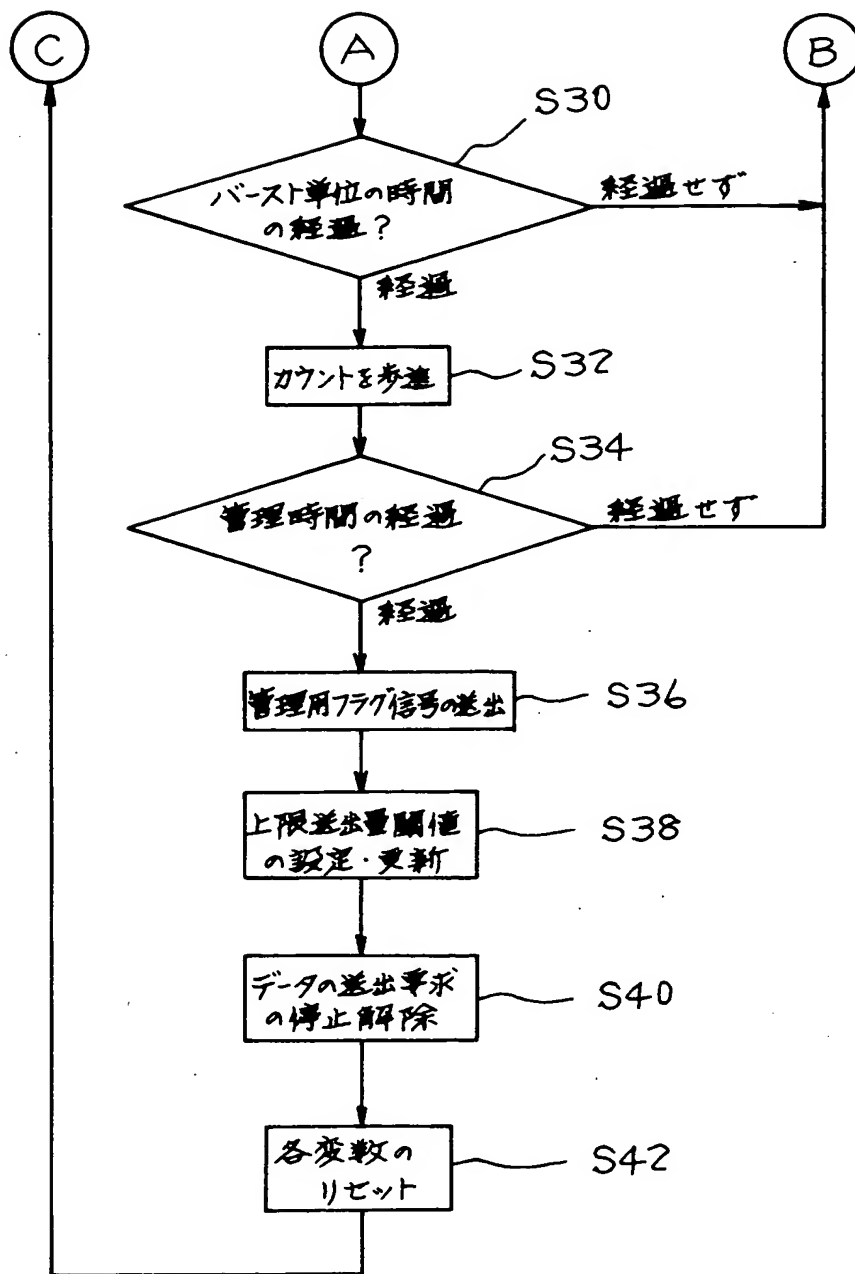 C
A
B
S30
バースト単位の時間
の経過?
経過せず
経過
カウントを歩進
S32
S34
管理時間の経過
?
経過せず
経過
管理用フラグ信号の送出
S36
上限送出量閾値
の設定・更新
S38
データの送出要求
の停止解除
S40
各変数の
リセット
S42